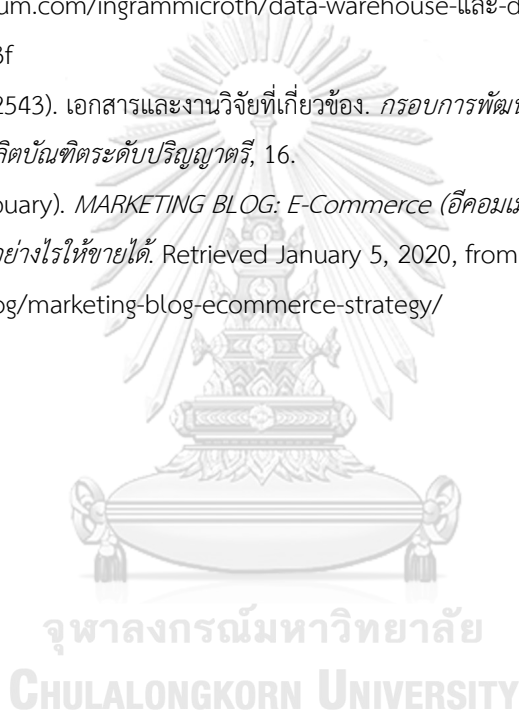 um.com/ingrammicroth/data-warehouse-และ-d
3f
2543). เอกสารและงานวิจัยที่เกี่ยวข้อง. กรอบการพัฒน
ลิตบัณฑิตระดับปริญญาตรี, 16.
ouary). MARKETING BLOG: E-Commerce (อีคอมเม
อย่างไรให้ขายได้. Retrieved January 5, 2020, from
og/marketing-blog-ecommerce-strategy/
จุฬาลงกรณ์มหาวิทยาลัย
CHULALONGKORN UNIVERSITY